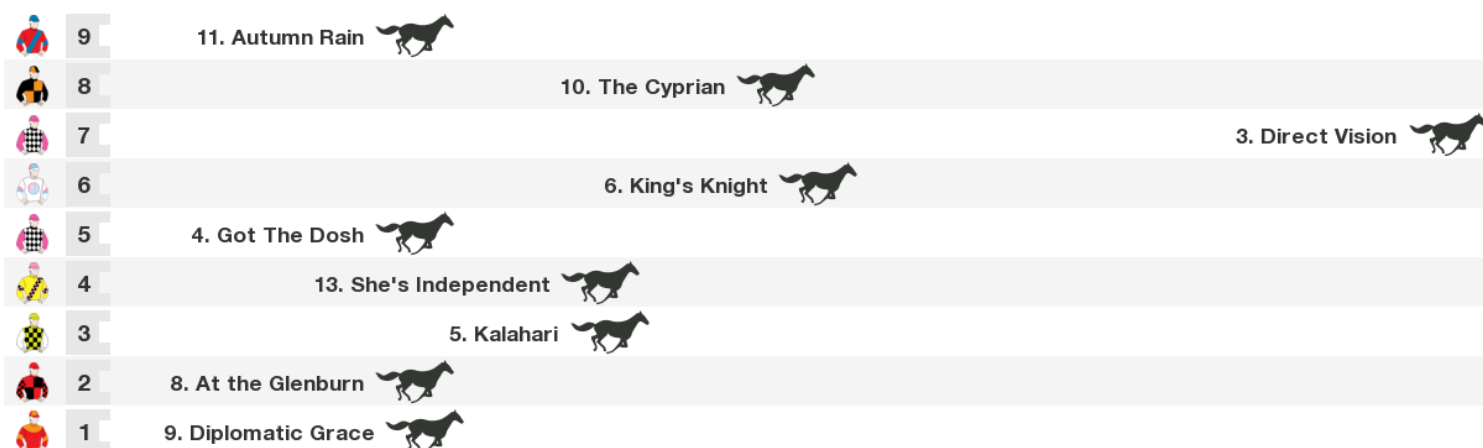 9 11. Autumn Rain
8 10. The Cyprian
7 3. Direct Vision
6 6. King's Knight
5 4. Got The Dosh
4 13. She's Independent
3 5. Kalahari
2 8. At the Glenburn
1 9. Diplomatic Grace